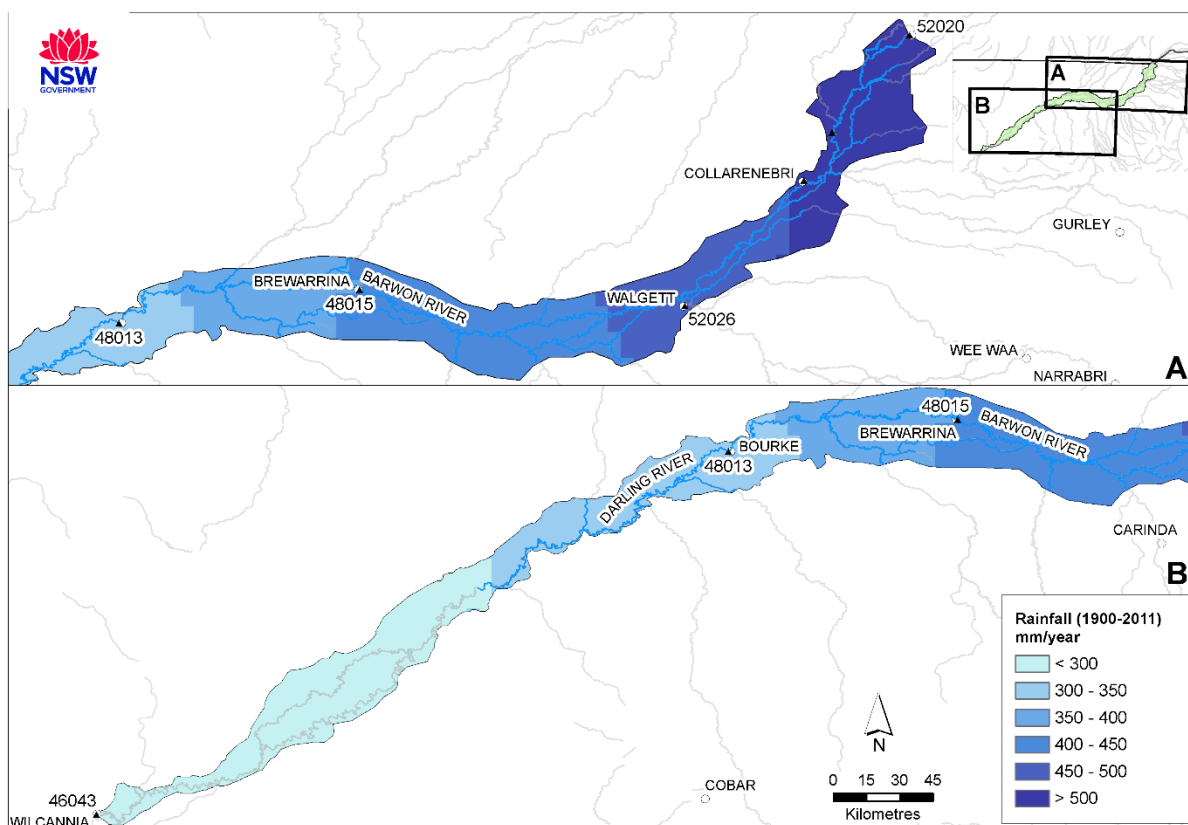 NSW
GOVERNMENT
52020
A
B
COLLARENEBRI
GURLEY
BREWARRINA
BARWON RIVER
48015
WALGETT
52026
48013
WEE WAA
NARRABRI
A
48015
BARWON RIVER
BREWARRINA
BOURKE
48013
DARLING RIVER
CARINDA
B
Rainfall (1900-2011)
mm/year
< 300
300 - 350
350 - 400
400 - 450
450 - 500
> 500
N
0 15 30 45
Kilometres
COBAR
46043
WILCANNIA